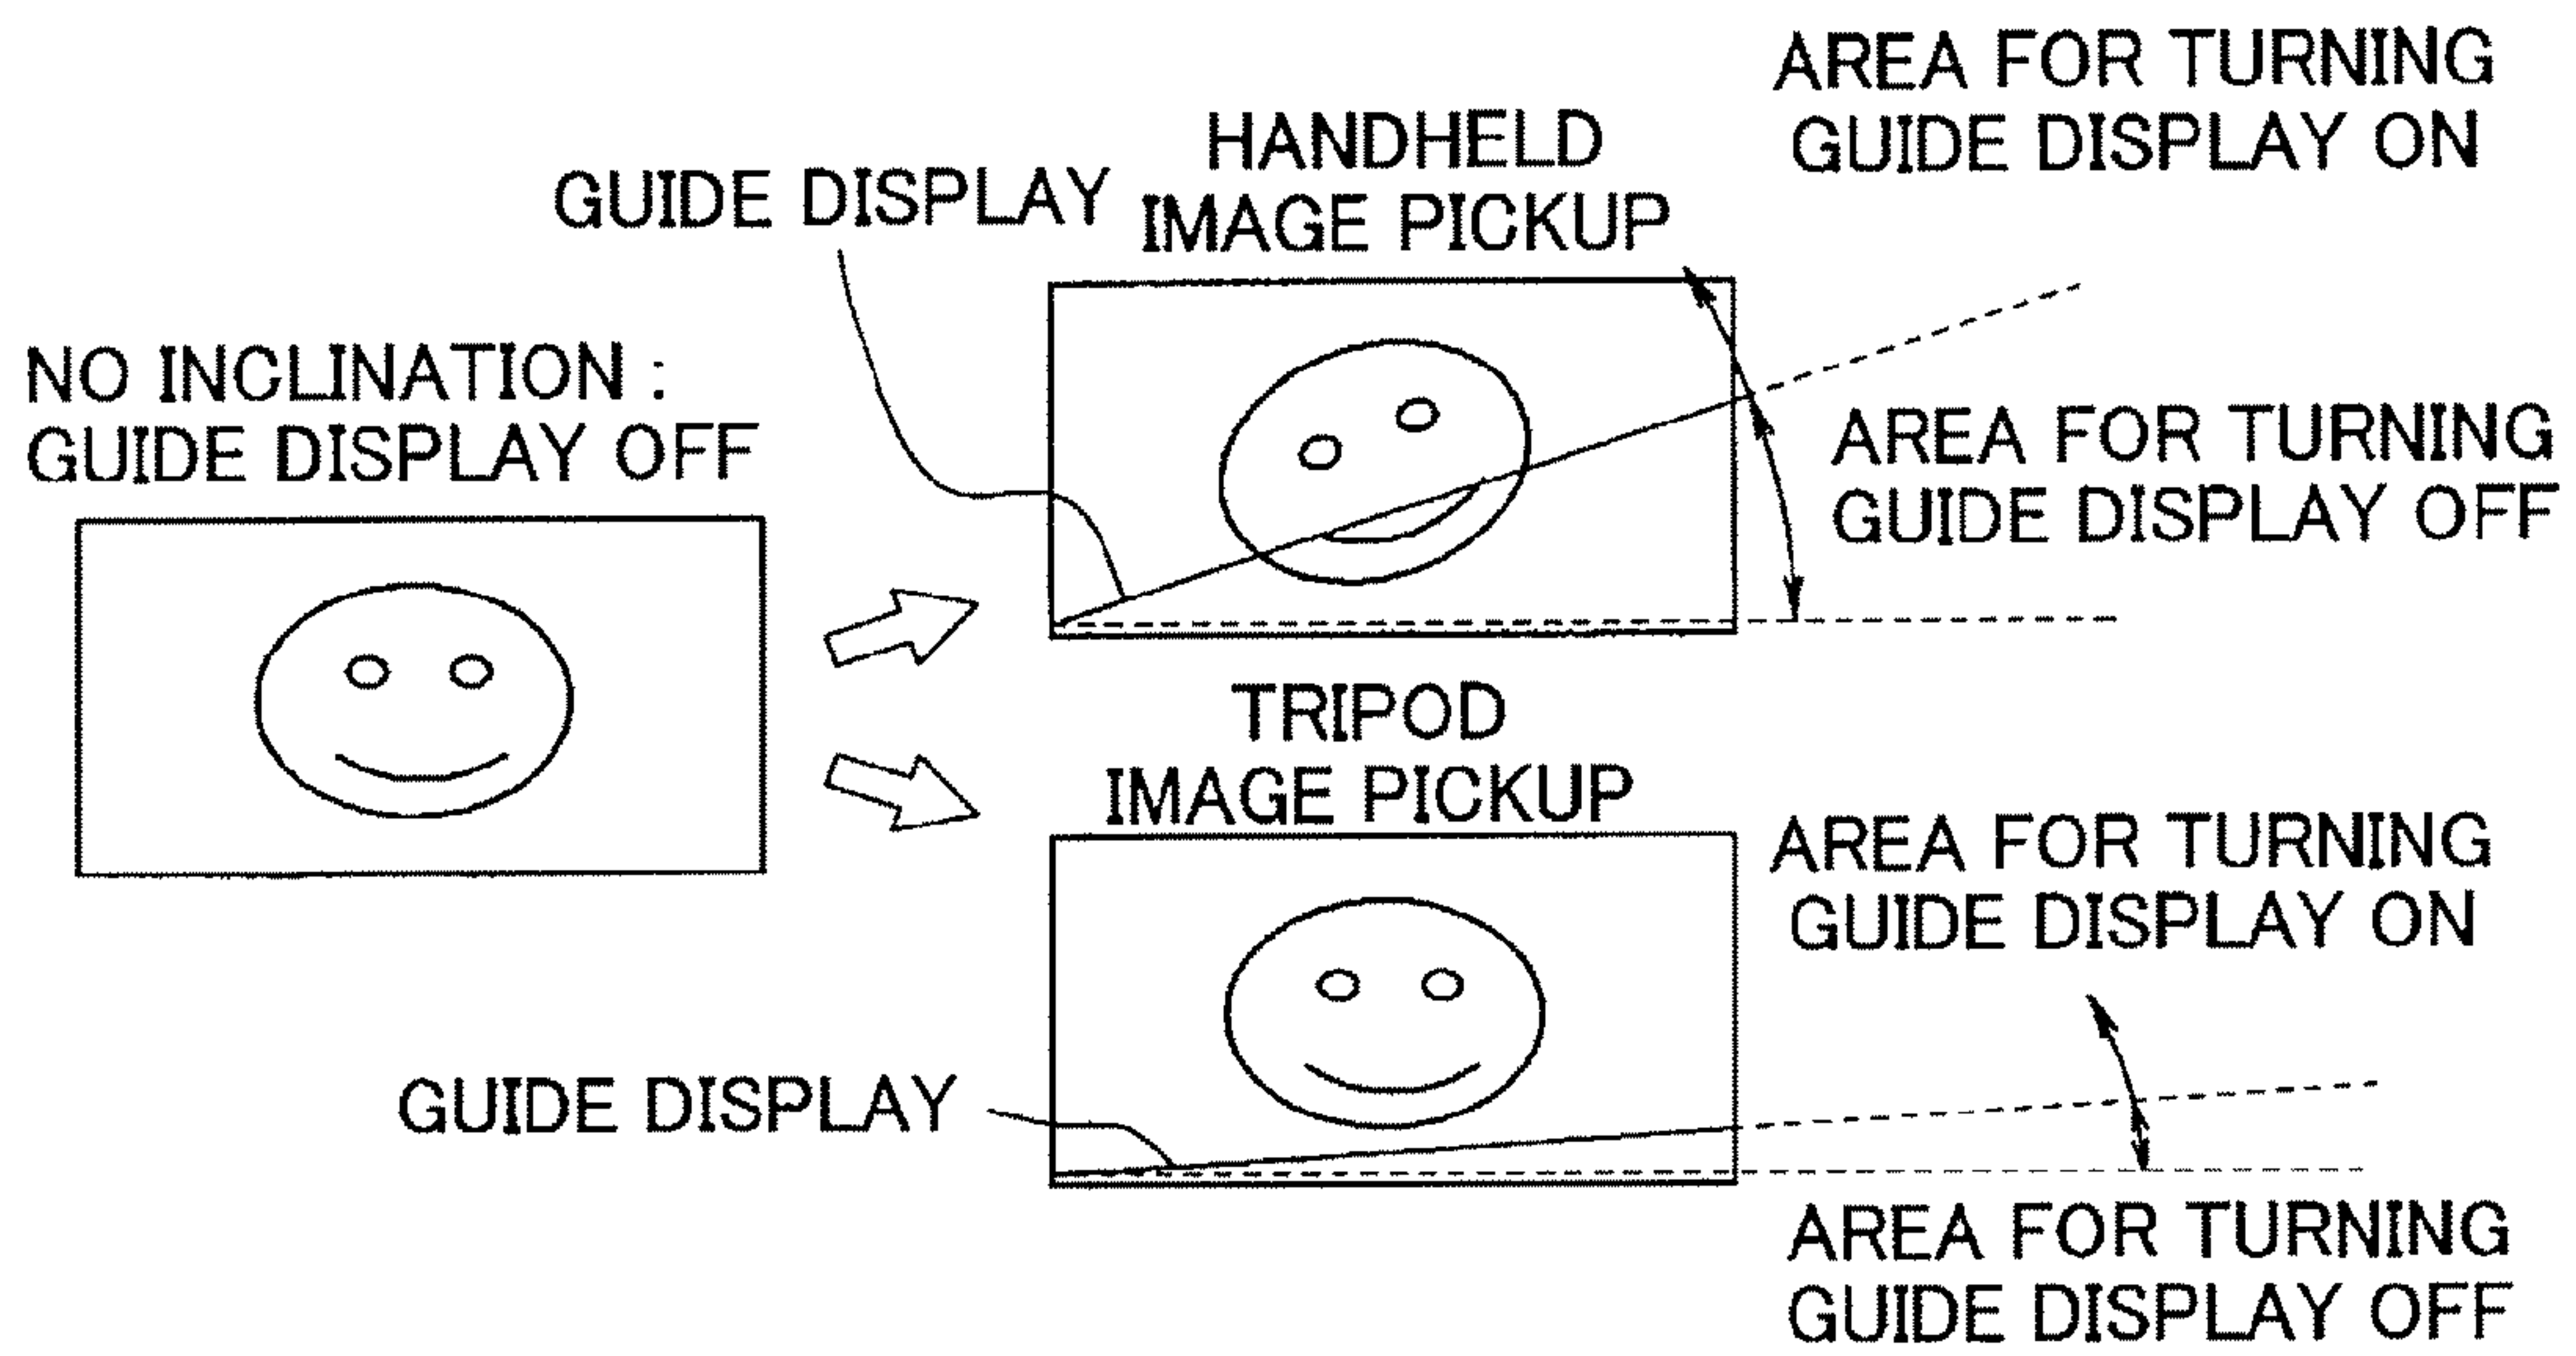 NO INCLINATION :
GUIDE DISPLAY OFF
GUIDE DISPLAY
HANDHELD
IMAGE PICKUP
AREA FOR TURNING
GUIDE DISPLAY ON
AREA FOR TURNING
GUIDE DISPLAY OFF
TRIPOD
IMAGE PICKUP
GUIDE DISPLAY
AREA FOR TURNING
GUIDE DISPLAY ON
AREA FOR TURNING
GUIDE DISPLAY OFF